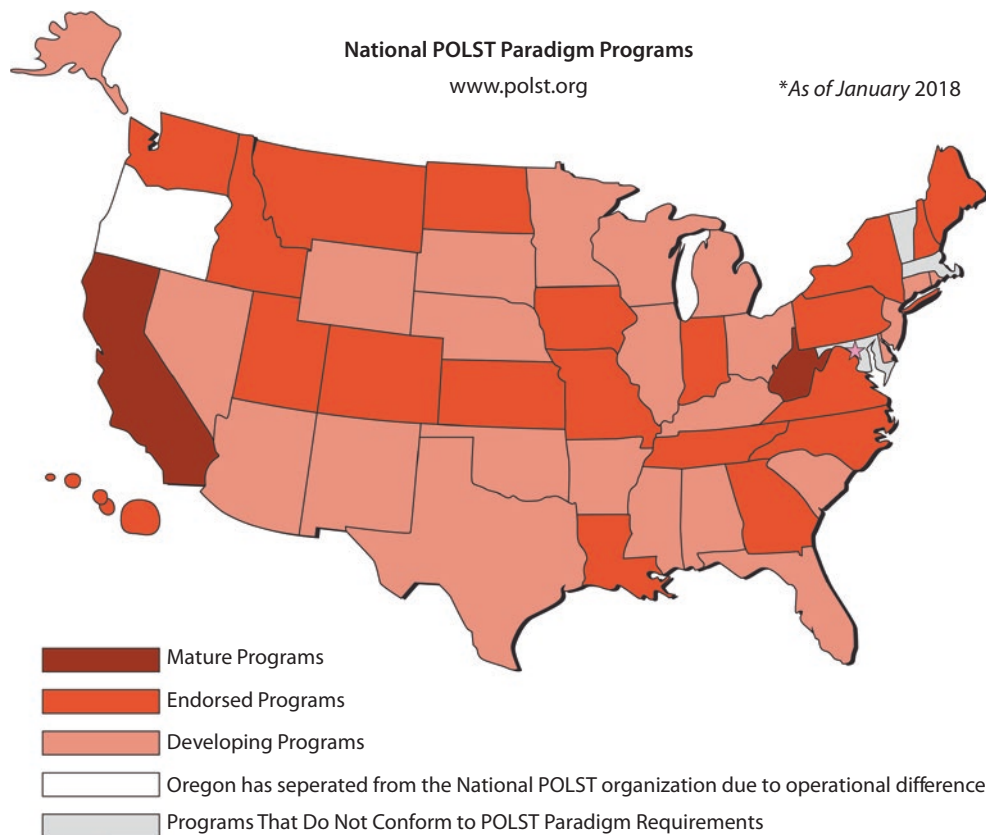 National POLST Paradigm Programs
www.polst.org
*As of January 2018
Mature Programs
Endorsed Programs
Developing Programs
Oregon has seperated from the National POLST organization due to operational difference
Programs That Do Not Conform to POLST Paradigm Requirements